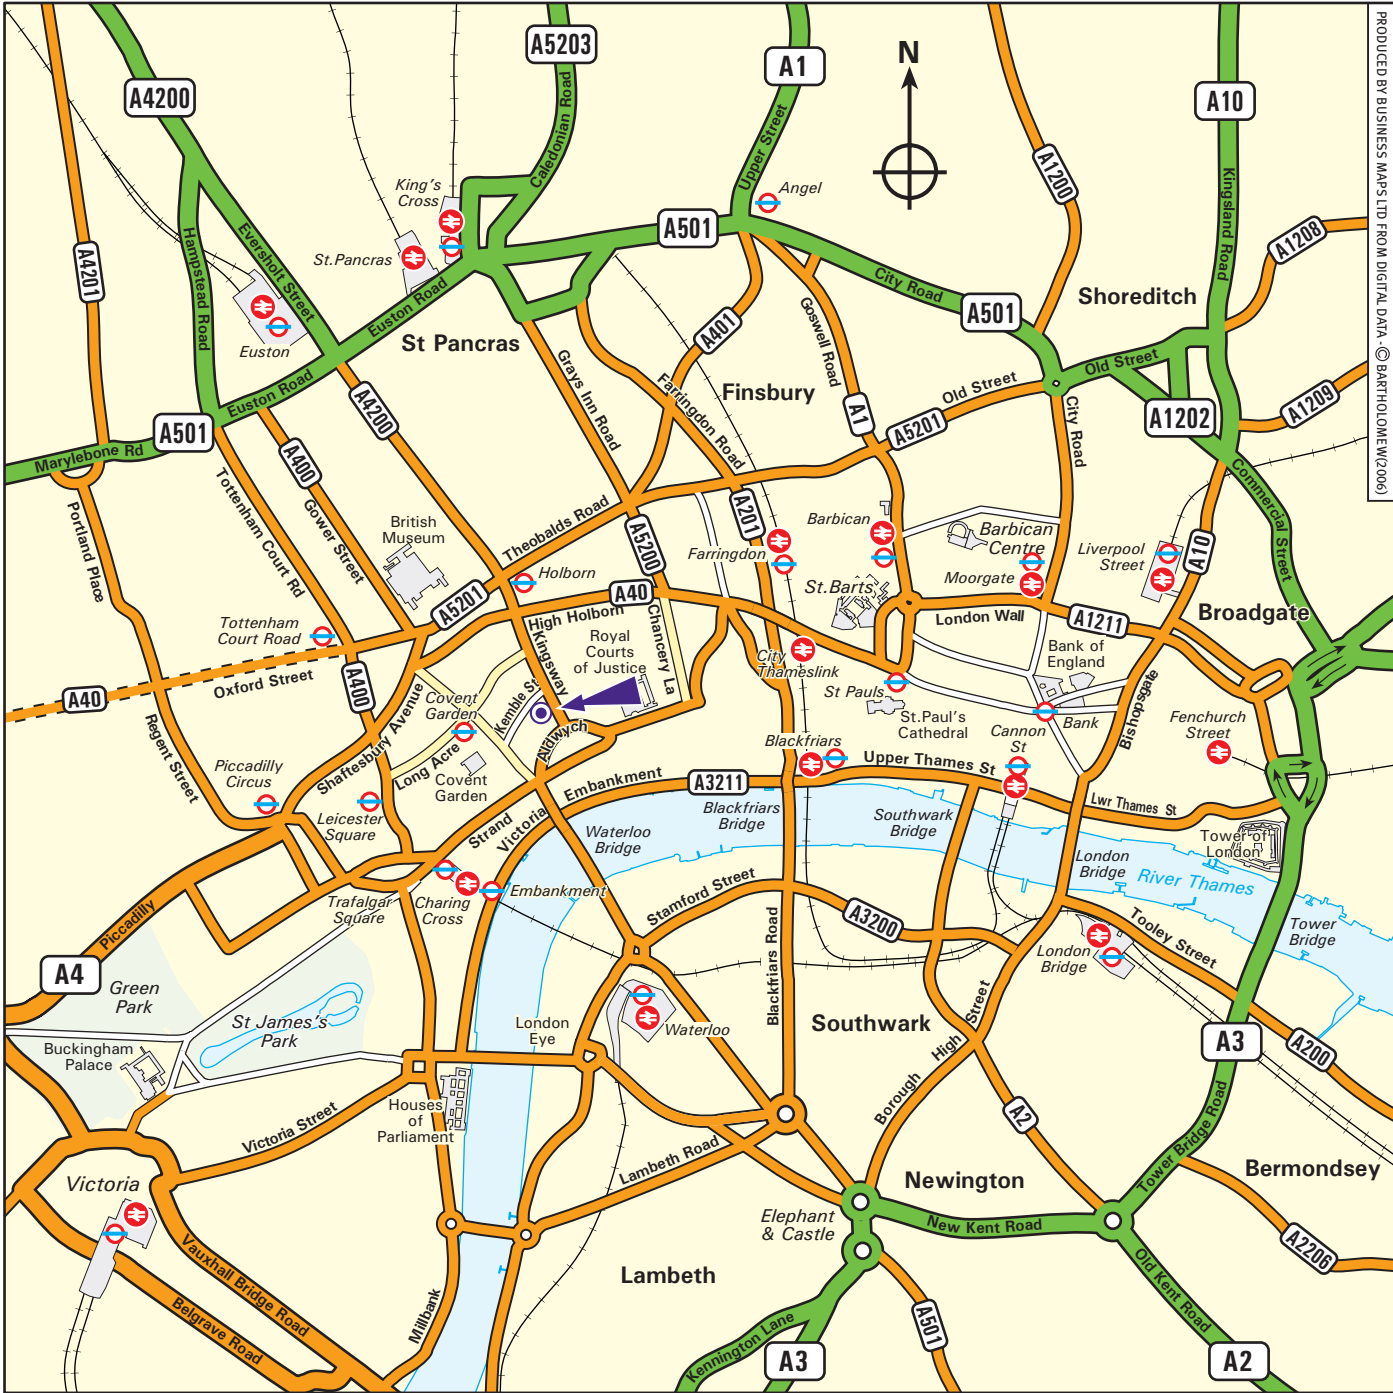 A5203
A1
A4200
A10
N
PRODUCED BY BUSINESS MAPS LTD FROM DIGITAL DATA - © BARTHOLOMEW(2006)
Caledonian Road
Upper Street
A1200
Kingsland Road
King's
Cross
Angel
A501
A1208
A4201
Hampstead Road
Eversholt Street
St.Pancras
Euston Road
City Road
A501
Shoreditch
Euston
St Pancras
A401
Goswell Road
Old Street
Grays Inn Road
Farringdon Road
Finsbury
Old Street
A1202
A1209
Euston Road
A4200
A501
A1
A5201
City Road
Marylebone Rd
A400
Tottenham Court Rd
Gower Street
Portland Place
British
Museum
Theobalds Road
A5200
A201
Barbican
Farringdon
Barbican
Centre
Moorgate
Liverpool
Street
A10
Commercial Street
Holborn
A5201
A40
High Holborn
Chancery La
St.Barts
London Wall
A1211
Broadgate
Tottenham
Court Road
Kingsway
Royal
Courts
of Justice
City
Thameslink
Bank of
England
A40
Oxford Street
A400
Covent
Garden
Kemble St
St Pauls
St.Paul's
Cathedral
Bank
Bishopsgate
Fenchurch
Street
Regent Street
Shaftesbury Avenue
Long Acre
Aldwych
Blackfriars
Cannon
St
Upper Thames St
Piccadilly
Circus
Covent
Garden
Embankment
A3211
Lwr Thames St
Leicester
Square
Strand
Victoria
Waterloo
Bridge
Blackfriars
Bridge
Southwark
Bridge
London
Bridge
Tower of
London
River Thames
Trafalgar
Square
Charing
Cross
Embankment
Stamford Street
A3200
Tooley Street
Tower
Bridge
Piccadilly
A4
Green
Park
St James's
Park
London
Eye
Waterloo
Blackfriars Road
Southwark
London
Bridge
Borough
High
Street
A3
A200
Buckingham
Palace
Houses
of
Parliament
Victoria Street
Lambeth Road
A2
Tower Bridge Road
Bermondsey
Victoria
Newington
Elephant
& Castle
New Kent Road
Old Kent Road
A2206
Vauxhall Bridge Road
Belgrave Road
Millbank
Lambeth
Kennington Lane
A3
A501
A2